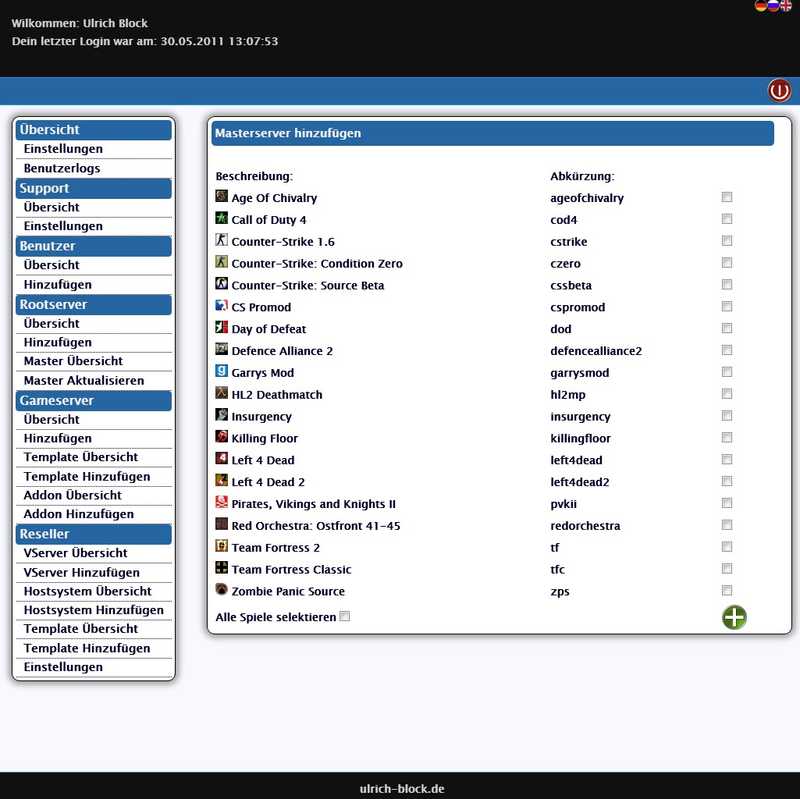 Wilkommen: Ulrich Block
Dein letzter Login war am: 30.05.2011 13:07:53
Übersicht
Einstellungen
Benutzerlogs
Support
Übersicht
Einstellungen
Benutzer
Übersicht
Hinzufügen
Rootserver
Übersicht
Hinzufügen
Master Übersicht
Master Aktualisieren
Gameserver
Übersicht
Hinzufügen
Template Übersicht
Template Hinzufügen
Addon Übersicht
Addon Hinzufügen
Reseller
VServer Übersicht
VServer Hinzufügen
Hostsystem Übersicht
Hostsystem Hinzufügen
Template Übersicht
Template Hinzufügen
Einstellungen
Masterserver hinzufügen
Beschreibung: Abkürzung:
Age Of Chivalry ageofchivalry
Call of Duty 4 cod4
Counter-Strike 1.6 cstrike
Counter-Strike: Condition Zero czero
Counter-Strike: Source Beta cssbeta
CS Promod cspromod
Day of Defeat dod
Defence Alliance 2 defencealliance2
Garrys Mod garrysmod
HL2 Deathmatch hl2mp
Insurgency insurgency
Killing Floor killingfloor
Left 4 Dead left4dead
Left 4 Dead 2 left4dead2
Pirates, Vikings and Knights II pvkii
Red Orchestra: Ostfront 41-45 redorchestra
Team Fortress 2 tf
Team Fortress Classic tfc
Zombie Panic Source zps
Alle Spiele selektieren
ulrich-block.de